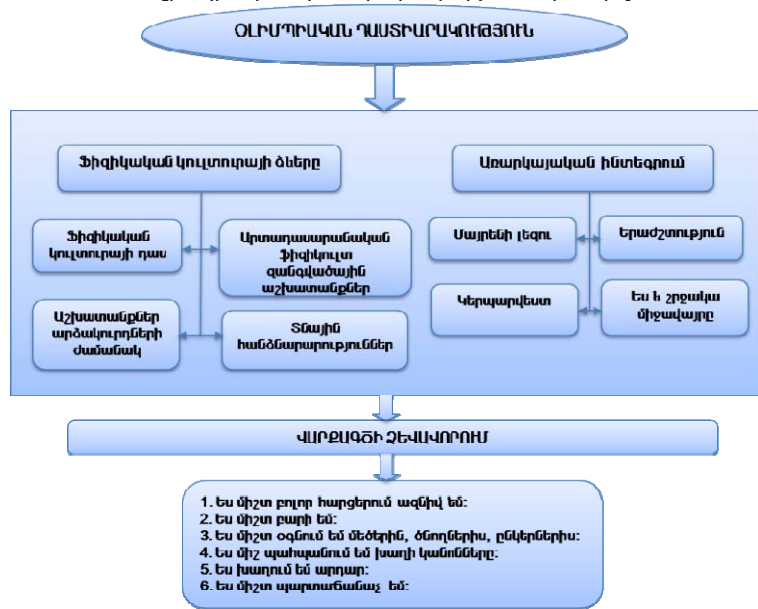 ՕԼԻՄՊԻԱԿԱՆ ԴԱՍՏԻԱՐԱԿՈՒԹՅՈՒՆ
Ֆիզիկական կուլտուրայի ձևերը
Առարկայական ինտեգրում
Ֆիզիկական
կուլտուրայի դաս
Արտադասարանական
ֆիզիկուլտ
զանգվածային
աշխատանքներ
Մայրենի լեզու
Երաժշտություն
Աշխատանքներ
արձակուրդների
ժամանակ
Տնային
հանձնարարություններ
Կերպարվեստ
Ես և շրջակա
միջավայրը
ՎԱՐՔԱԳԾԻ ՁԵՎԱՎՈՐՈՒՄ
1. Ես միշտ բոլոր հարցերում ազնիվ եմ:
2. Ես միշտ բարի եմ:
3. Ես միշտ օգնում եմ մեծերին, ծնողներիս, ընկերներիս:
4. Ես միշ պահպանում եմ խաղի կանոնները:
5. Ես խաղում եմ արդար:
6. Ես միշտ պարտաճանաչ եմ: